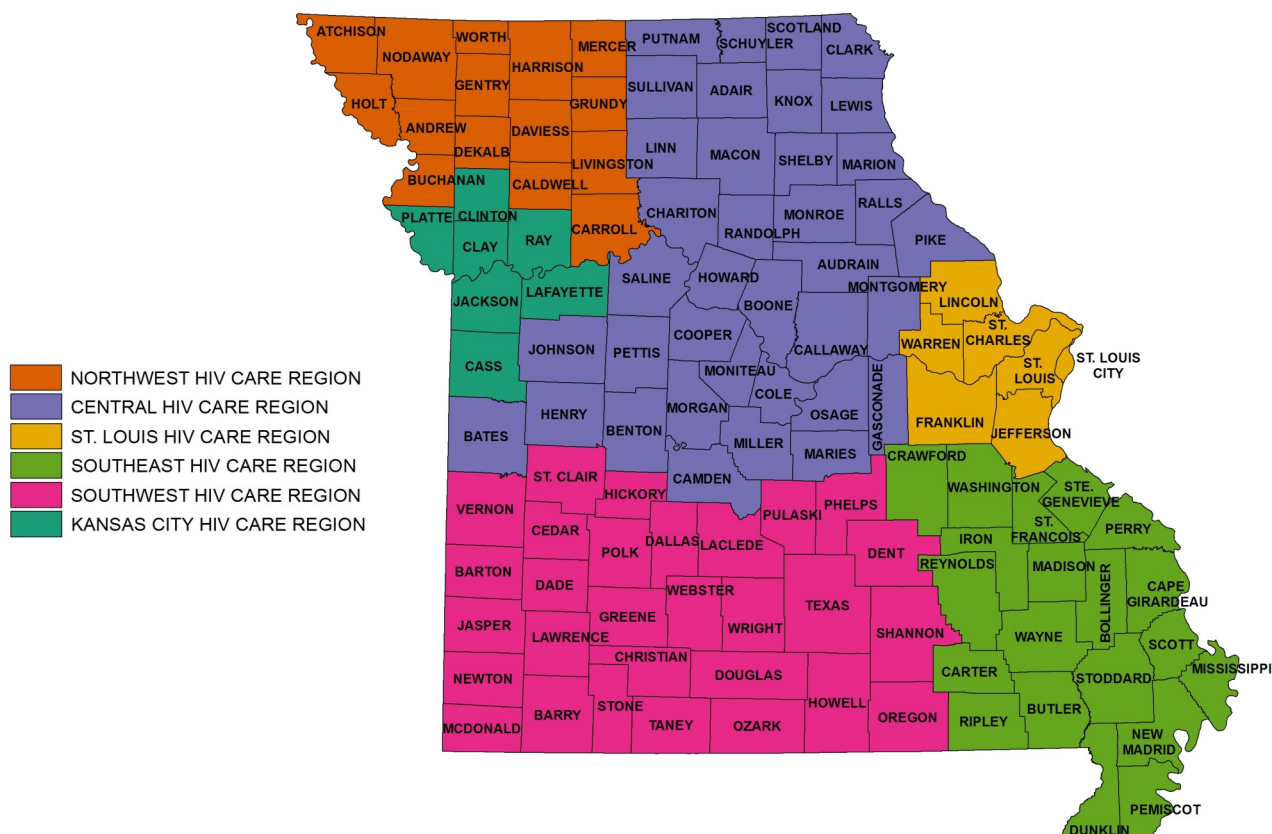 ATCHISON
NODAWAY
WORTH
HARRISON
MERCER
PUTNAM
SCHUYLER
SCOTLAND
CLARK
HOLT
GENTRY
GRUNDY
SULLIVAN
ADAIR
KNOX
LEWIS
ANDREW
DEKALB
DAVIESS
LIVINGSTON
LINN
MACON
SHELBY
MARION
BUCHANAN
CALDWELL
CLINTON
PLATTE
CLAY
RAY
CARROLL
CHARITON
RANDOLPH
MONROE
RALLS
PIKE
AUDRAIN
JACKSON
LAFAYETTE
SALINE
HOWARD
BOONE
MONTGOMERY
LINCOLN
CASS
JOHNSON
PETTIS
COOPER
MONITEAU
CALLAWAY
WARREN
ST.
CHARLES
ST.
LOUIS
ST. LOUIS
CITY
NORTHWEST HIV CARE REGION
CENTRAL HIV CARE REGION
ST. LOUIS HIV CARE REGION
SOUTHEAST HIV CARE REGION
SOUTHWEST HIV CARE REGION
KANSAS CITY HIV CARE REGION
BATES
HENRY
BENTON
MORGAN
COLE
MILLER
OSAGE
MARIES
GASCONADE
FRANKLIN
JEFFERSON
CAMDEN
VERNON
ST. CLAIR
HICKORY
PULASKI
PHELPS
CRAWFORD
WASHINGTON
STE.
GENEVIEVE
ST.
FRANCOIS
PERRY
CEDAR
POLK
DALLAS
LACLEDE
DENT
IRON
REYNOLDS
MADISON
BARTON
DADE
WEBSTER
TEXAS
BOLLINGER
CAPE
GIRARDEAU
JASPER
LAWRENCE
GREENE
WRIGHT
SHANNON
WAYNE
SCOTT
MISSISSIPPI
NEWTON
CHRISTIAN
DOUGLAS
HOWELL
CARTER
STODDARD
MCDONALD
BARRY
STONE
TANEY
OZARK
OREGON
RIPLEY
BUTLER
NEW
MADRID
PEMISCOT
DUNKLIN